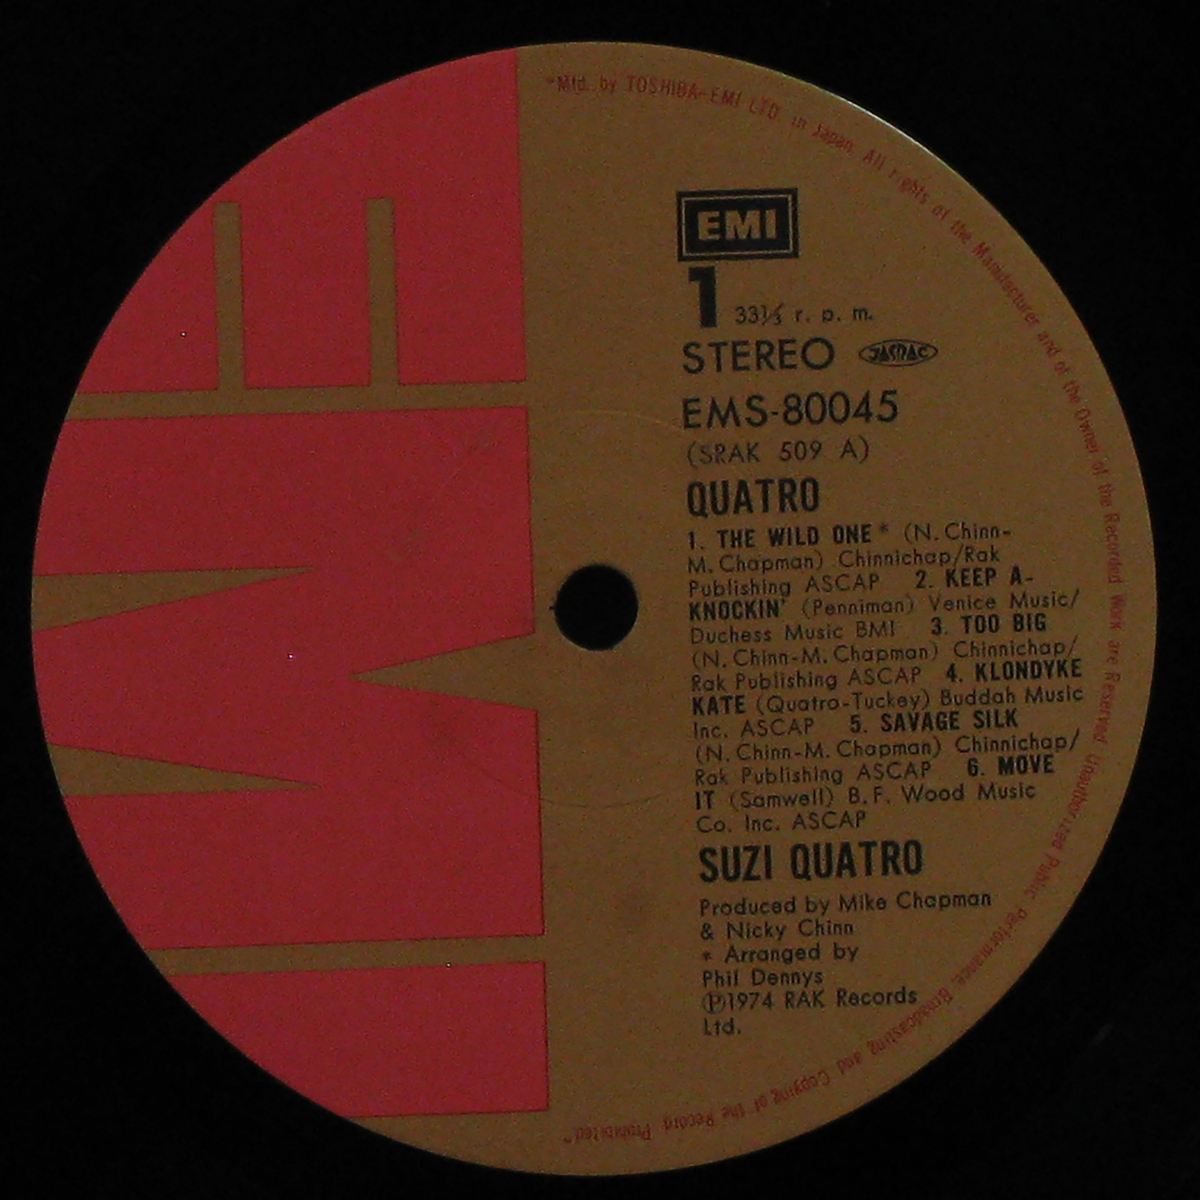 "Mfd. by TOSHIBA-EMI LTD. in Japan. All rights of the Manufacturer and of the Owner of the Recorded Work are Reserved. Unauthorized Public Performance, Broadcasting and Copying of the Record Prohibited."
EMI
EMI
1 33⅓ r. p. m.
STEREO JASRAC
EMS-80045
(SRAK 509 A)
QUATRO
1. THE WILD ONE* (N. Chinn-
M. Chapman) Chinnichap/Rak
Publishing ASCAP 2. KEEP A-
KNOCKIN' (Penniman) Venice Music/
Duchess Music BMI 3. TOO BIG
(N. Chinn-M. Chapman) Chinnichap/
Rak Publishing ASCAP 4. KLONDYKE
KATE (Quatro-Tuckey) Buddah Music
Inc. ASCAP 5. SAVAGE SILK
(N. Chinn-M. Chapman) Chinnichap/
Rak Publishing ASCAP 6. MOVE
IT (Samwell) B. F. Wood Music
Co. Inc. ASCAP
SUZI QUATRO
Produced by Mike Chapman
& Nicky Chinn
* Arranged by
Phil Dennys
Ⓟ1974 RAK Records
Ltd.